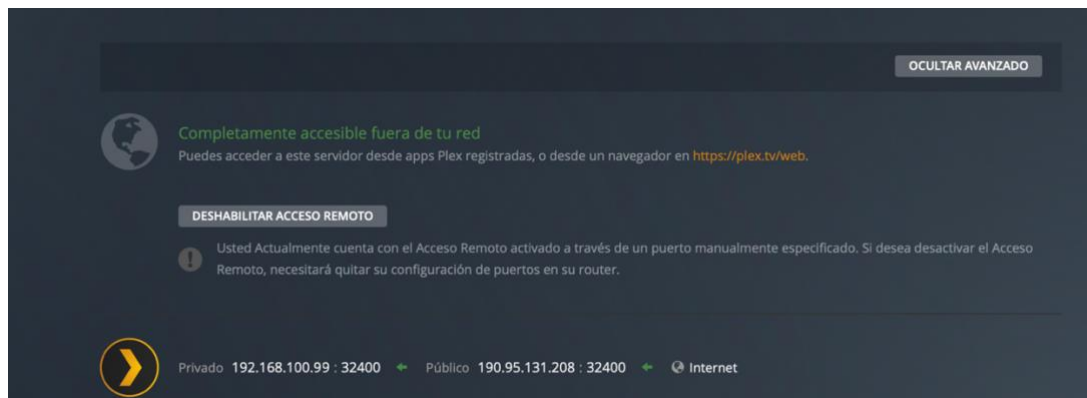 OCULTAR AVANZADO
Completamente accesible fuera de tu red
Puedes acceder a este servidor desde apps Plex registradas, o desde un navegador en https://plex.tv/web.
DESHABILITAR ACCESO REMOTO
Usted Actualmente cuenta con el Acceso Remoto activado a través de un puerto manualmente especificado. Si desea desactivar el Acceso
Remoto, necesitará quitar su configuración de puertos en su router.
Privado 192.168.100.99 : 32400 Público 190.95.131.208 : 32400 Internet